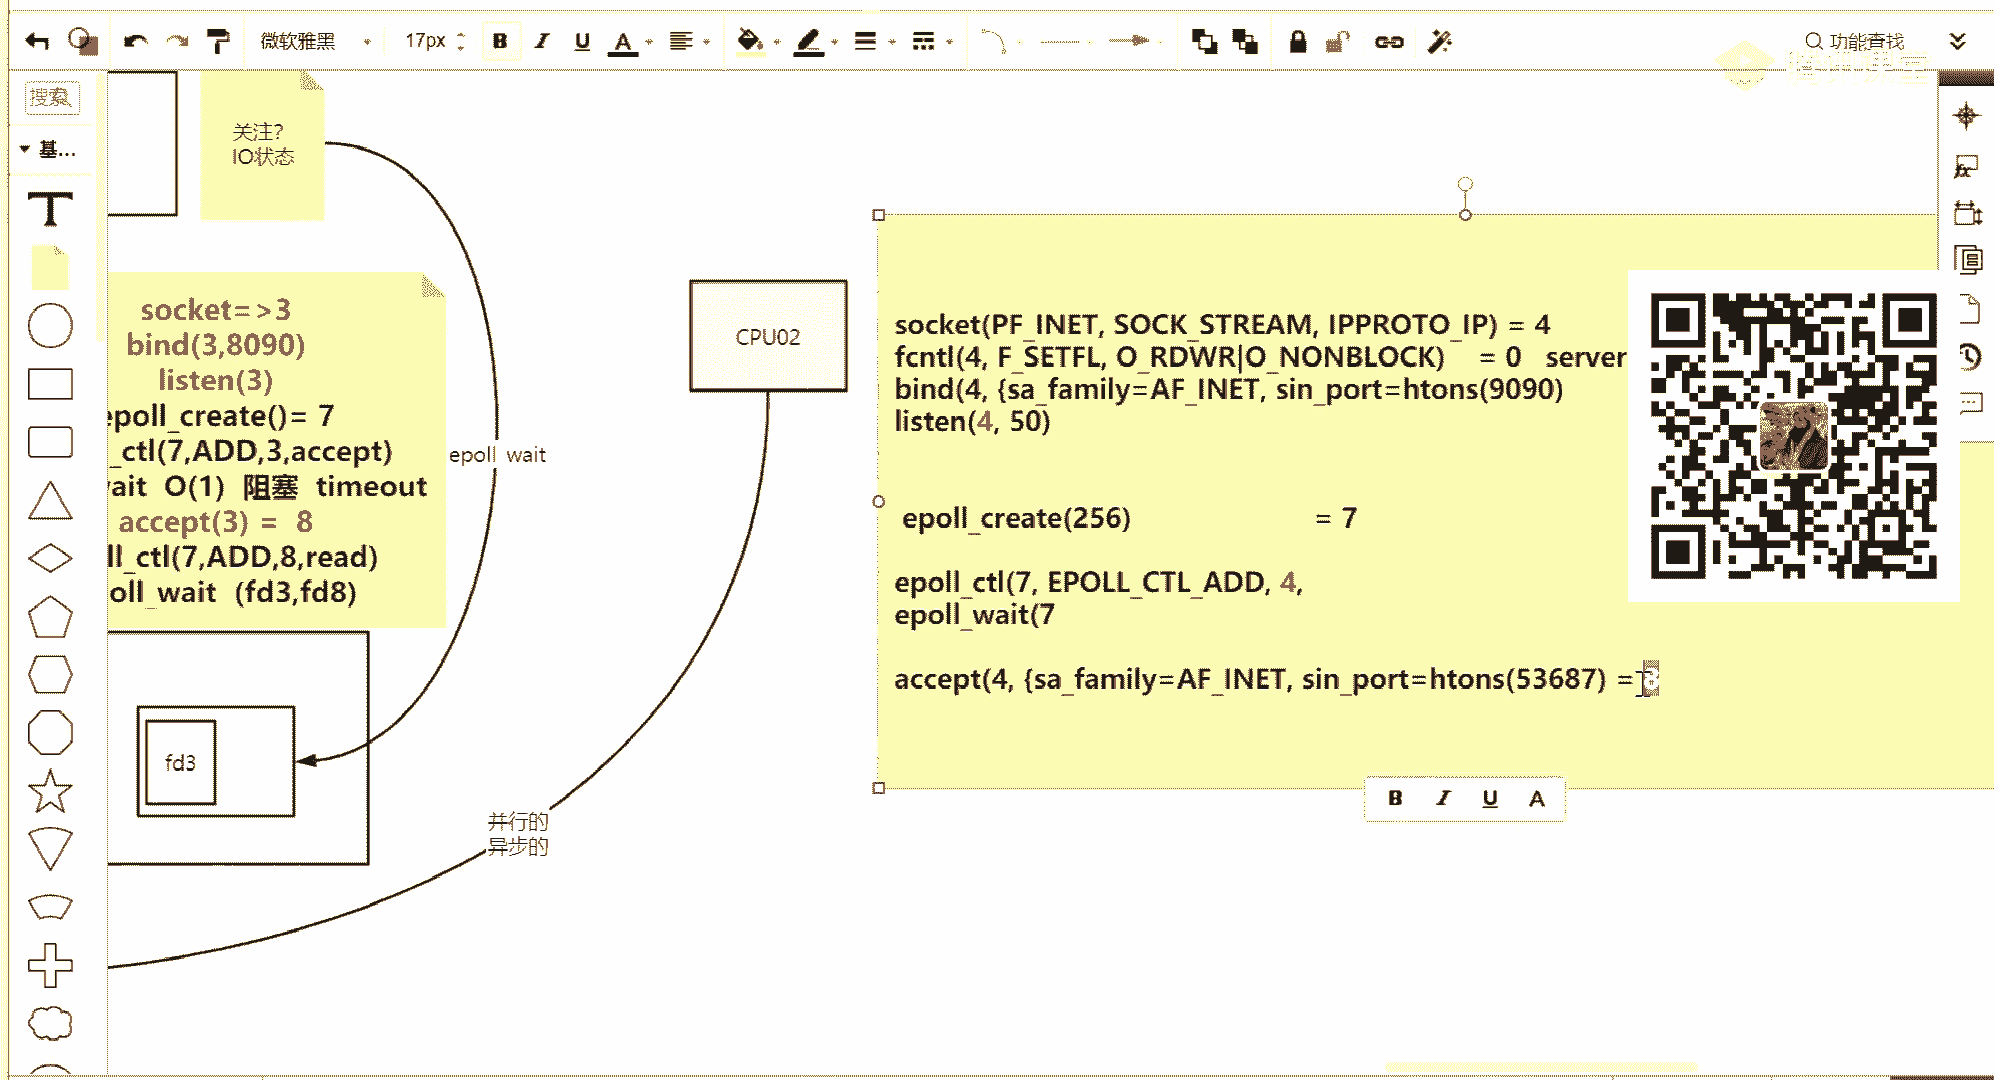 微软雅黑
17px
B I U A
功能查找
腾讯课堂
搜索
基...
T
关注?
IO状态
socket=>3
bind(3,8090)
listen(3)
epoll_create()= 7
_ctl(7,ADD,3,accept)
ait O(1) 阻塞 timeout
accept(3) = 8
ll_ctl(7,ADD,8,read)
oll_wait (fd3,fd8)
epoll wait
CPU02
fd3
并行的
异步的
socket(PF_INET, SOCK_STREAM, IPPROTO_IP) = 4
fcntl(4, F_SETFL, O_RDWR|O_NONBLOCK) = 0 server
bind(4, {sa_family=AF_INET, sin_port=htons(9090)
listen(4, 50)
epoll_create(256) = 7
epoll_ctl(7, EPOLL_CTL_ADD, 4,
epoll_wait(7
accept(4, {sa_family=AF_INET, sin_port=htons(53687) = 8
B I U A